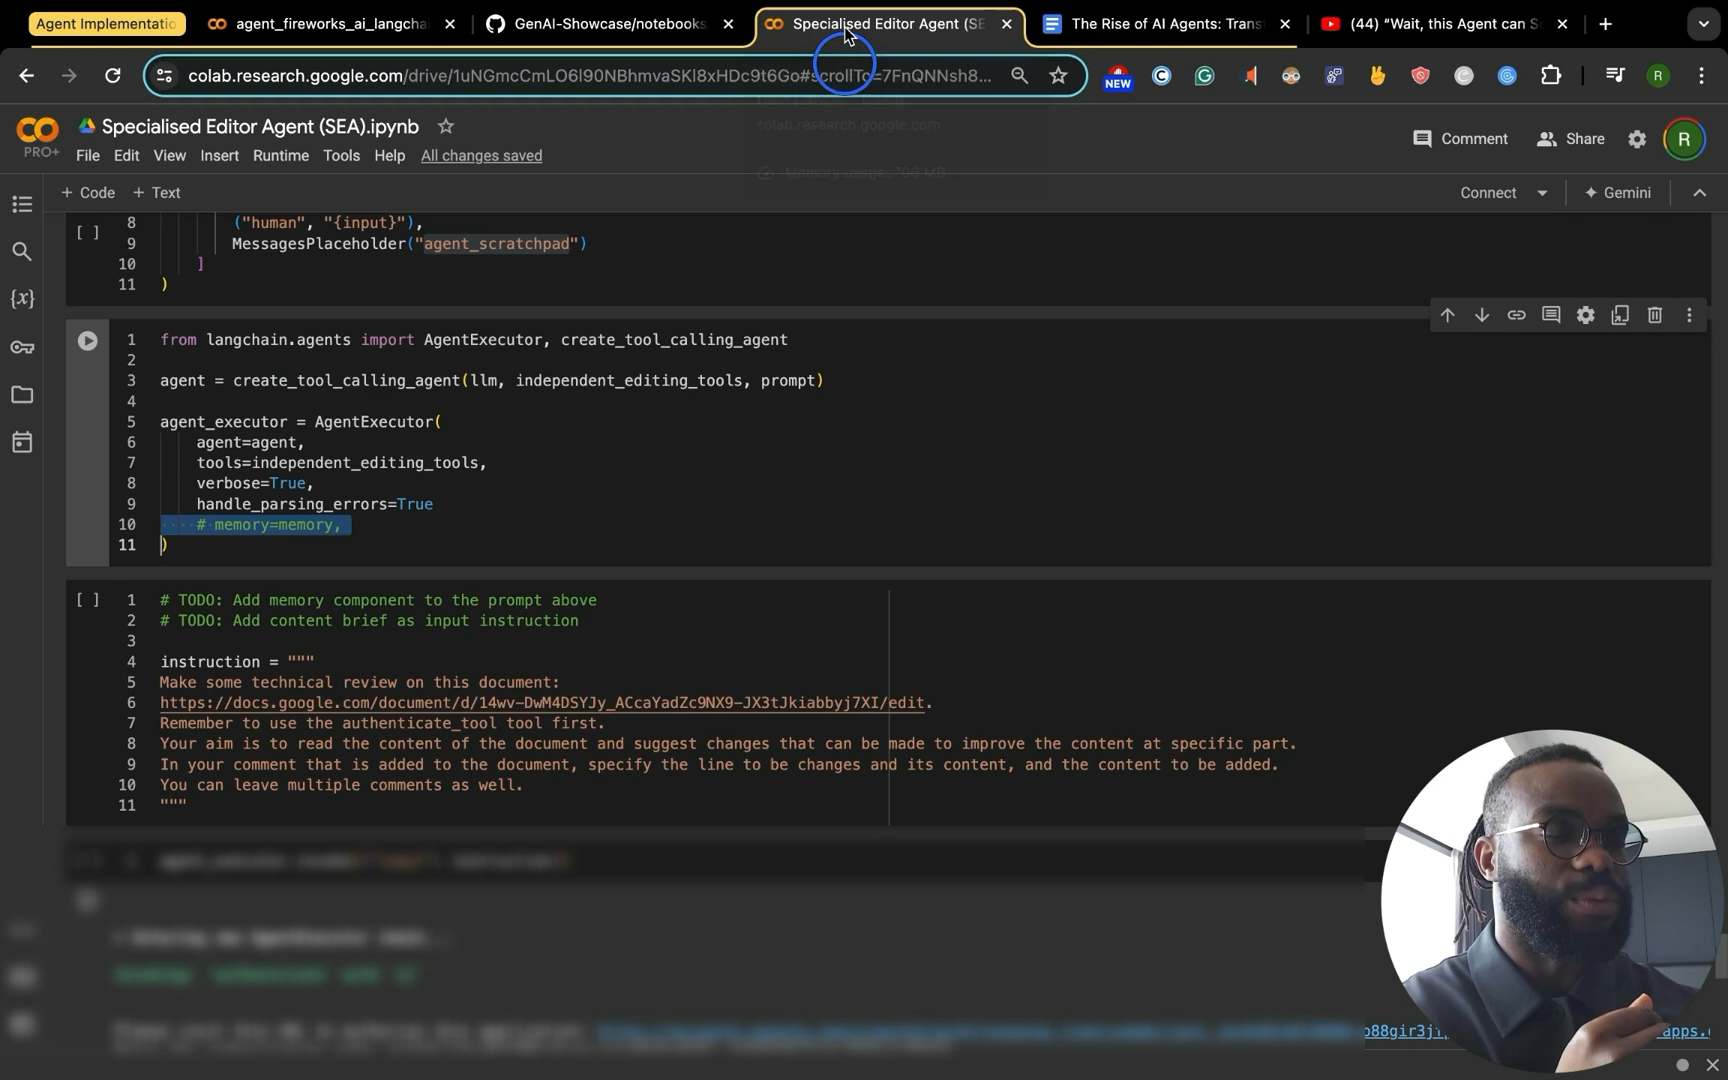 Agent Implementatio
agent_fireworks_ai_langcha
GenAI-Showcase/notebooks
Specialised Editor Agent (SE
The Rise of AI Agents: Trans
(44) "Wait, this Agent can S
colab.research.google.com/drive/1uNGmcCmLO6l90NBhmvaSKl8xHDc9t6Go#scrollTo=7FnQNNsh8...
NEW
R
colab.research.google.com
Specialised Editor Agent (SEA).ipynb
PRO+
File Edit View Insert Runtime Tools Help All changes saved
Comment
Share
R
+ Code + Text
Connect
Gemini
8 ("human", "{input}"),
[ ]
9 MessagesPlaceholder("agent_scratchpad")
10 ]
11 )
1 from langchain.agents import AgentExecutor, create_tool_calling_agent
2
3 agent = create_tool_calling_agent(llm, independent_editing_tools, prompt)
4
5 agent_executor = AgentExecutor(
6 agent=agent,
7 tools=independent_editing_tools,
8 verbose=True,
9 handle_parsing_errors=True
10 # memory=memory,
11 )
[ ] 1 # TODO: Add memory component to the prompt above
2 # TODO: Add content brief as input instruction
3
4 instruction = """
5 Make some technical review on this document:
6 https://docs.google.com/document/d/14wv-DwM4DSYJy_ACcaYadZc9NX9-JX3tJkiabbyj7XI/edit.
7 Remember to use the authenticate_tool tool first.
8 Your aim is to read the content of the document and suggest changes that can be made to improve the content at specific part.
9 In your comment that is added to the document, specify the line to be changes and its content, and the content to be added.
10 You can leave multiple comments as well.
11 """